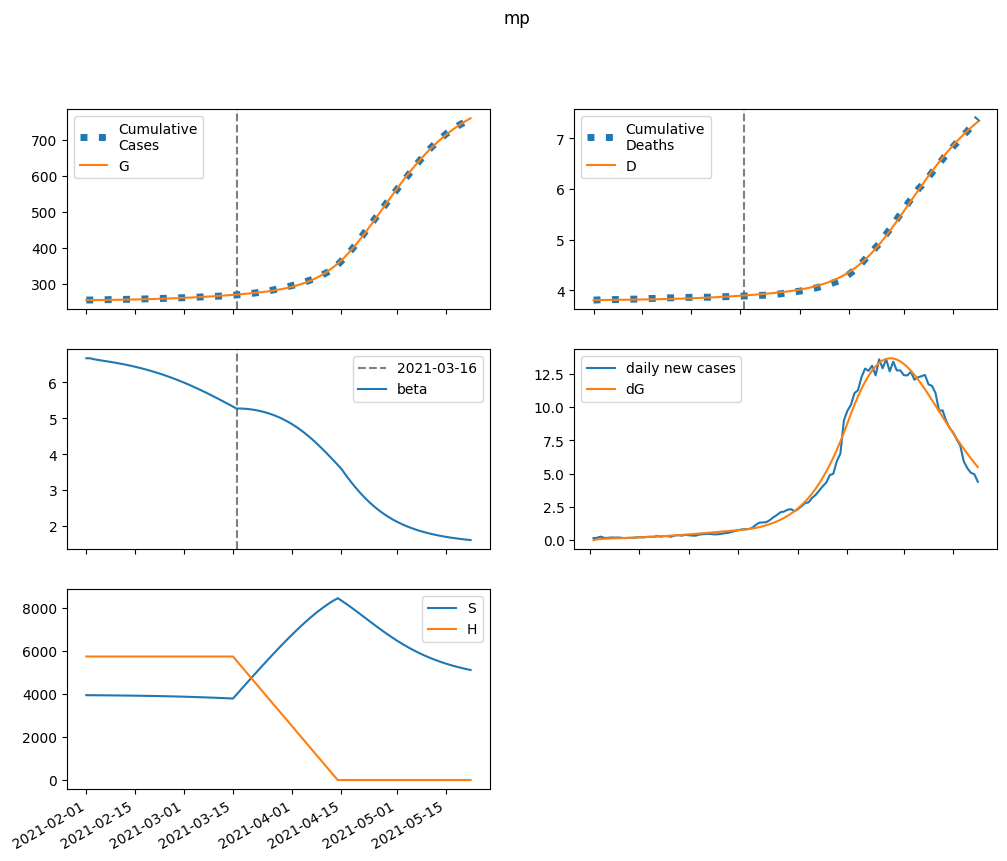 mp
Cumulative
Cases
G
700
600
500
400
300
Cumulative
Deaths
D
7
6
5
4
2021-03-16
beta
6
5
4
3
2
daily new cases
dG
12.5
10.0
7.5
5.0
2.5
0.0
S
H
8000
6000
4000
2000
0
2021-02-01
2021-02-15
2021-03-01
2021-03-15
2021-04-01
2021-04-15
2021-05-01
2021-05-15